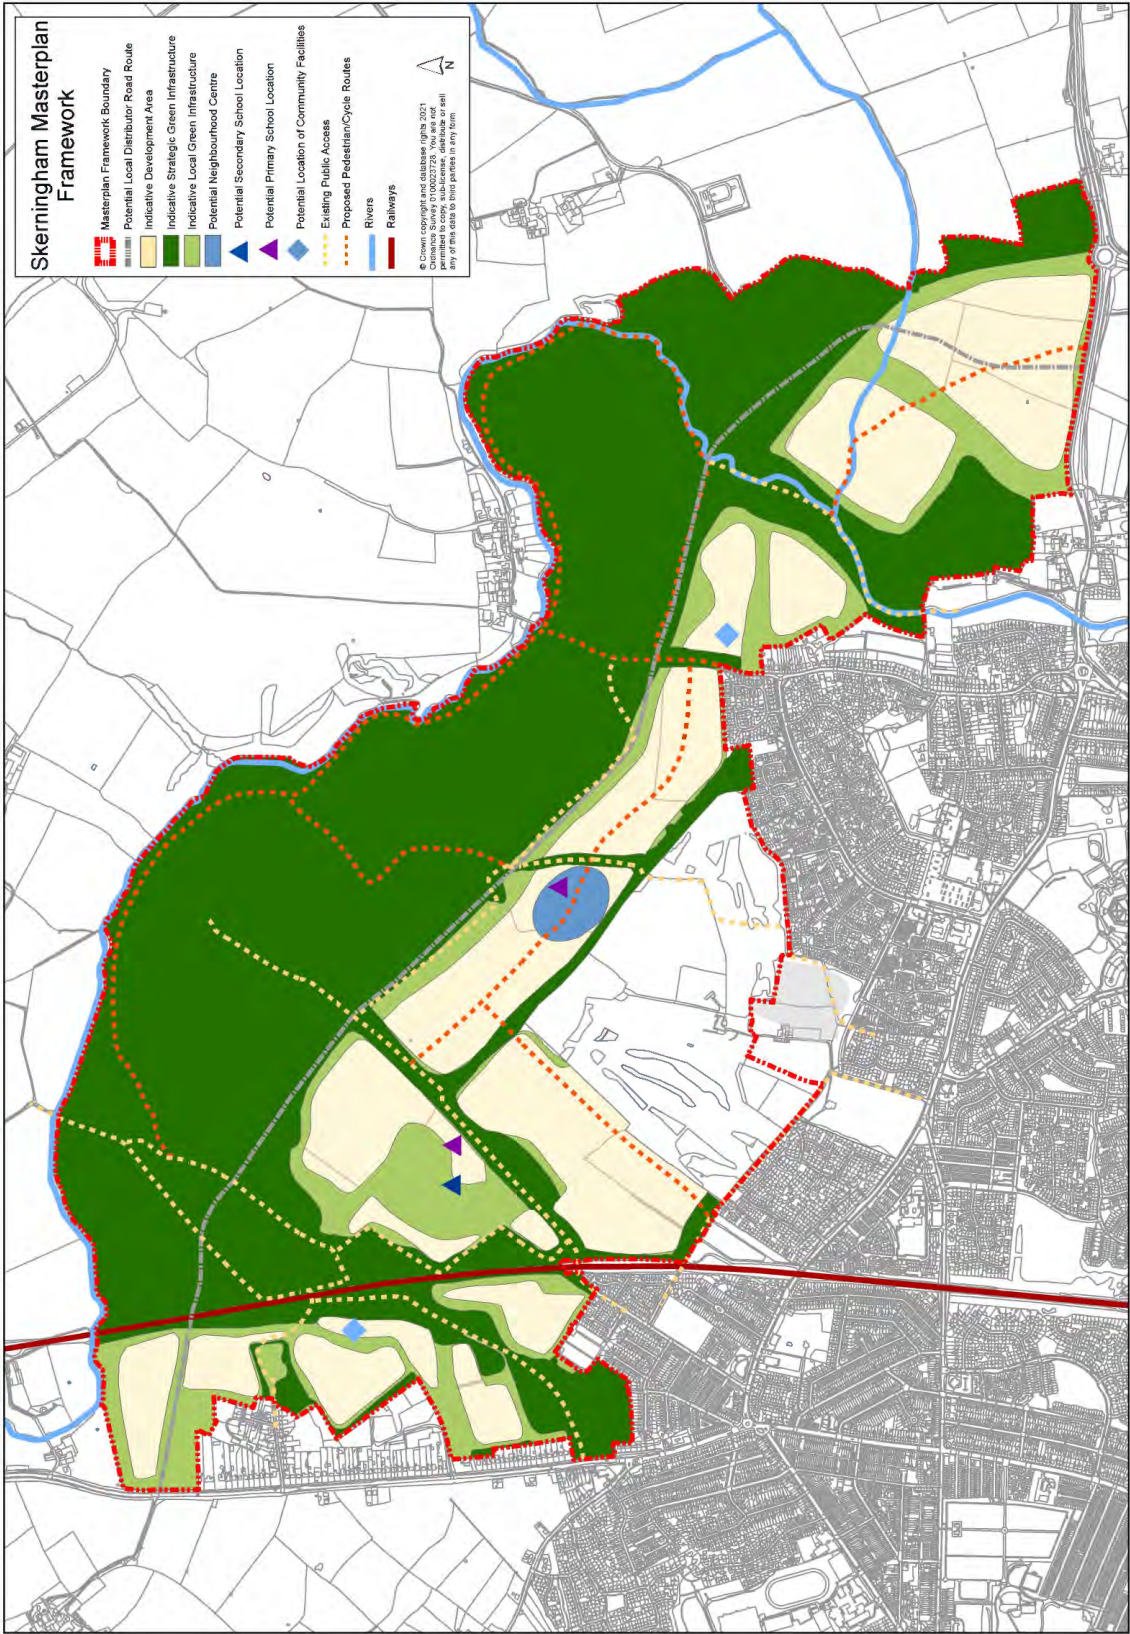 Skerningham Masterplan
Framework
Masterplan Framework Boundary
Potential Local Distributor Road Route
Indicative Development Area
Indicative Strategic Green Infrastructure
Indicative Local Green Infrastructure
Potential Neighbourhood Centre
Potential Secondary School Location
Potential Primary School Location
Potential Location of Community Facilities
Existing Public Access
Proposed Pedestrian/Cycle Routes
Rivers
Railways
N
© Crown copyright and database rights 2021
Ordnance Survey 0100023728. You are not
permitted to copy, sub-license, distribute or sell
any of this data to third parties in any form